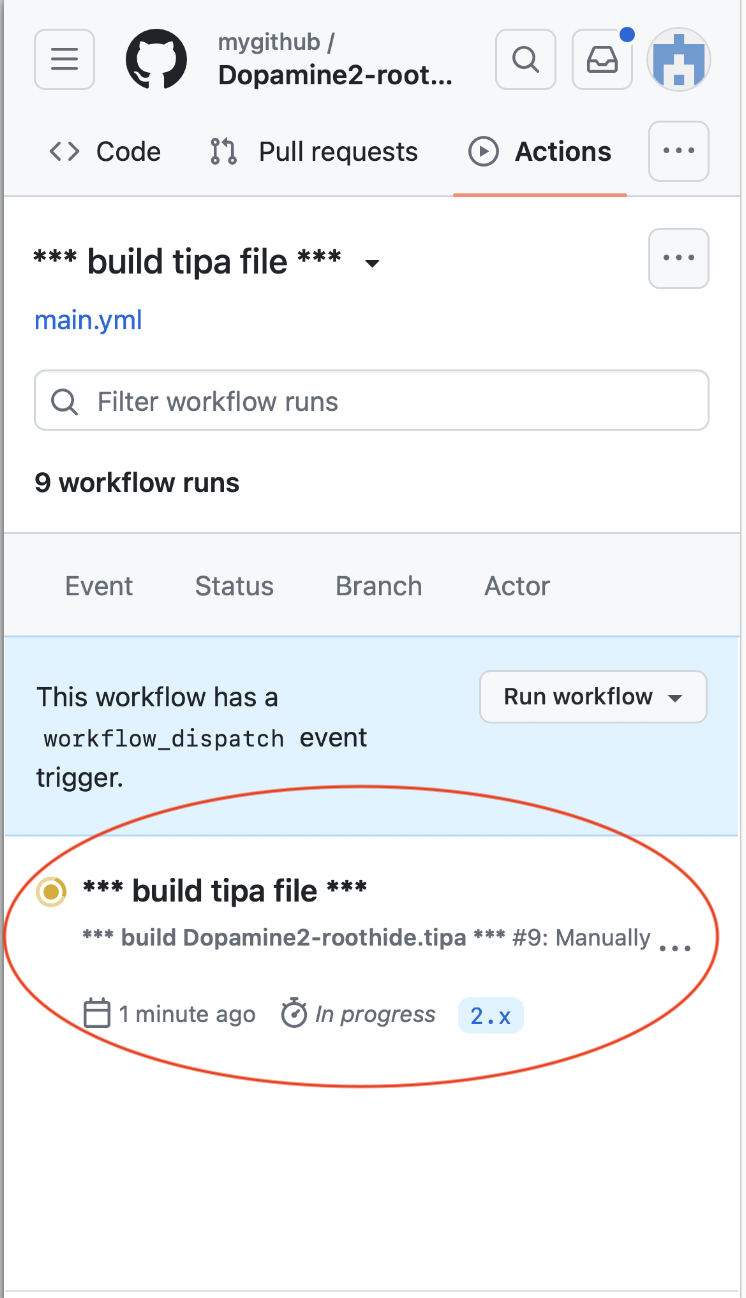 mygithub /
Dopamine2-root...
Code
Pull requests
Actions
*** build tipa file ***
main.yml
Filter workflow runs
9 workflow runs
Event
Status
Branch
Actor
This workflow has a
Run workflow
workflow_dispatch event
trigger.
*** build tipa file ***
*** build Dopamine2-roothide.tipa *** #9: Manually ...
1 minute ago
In progress
2.x